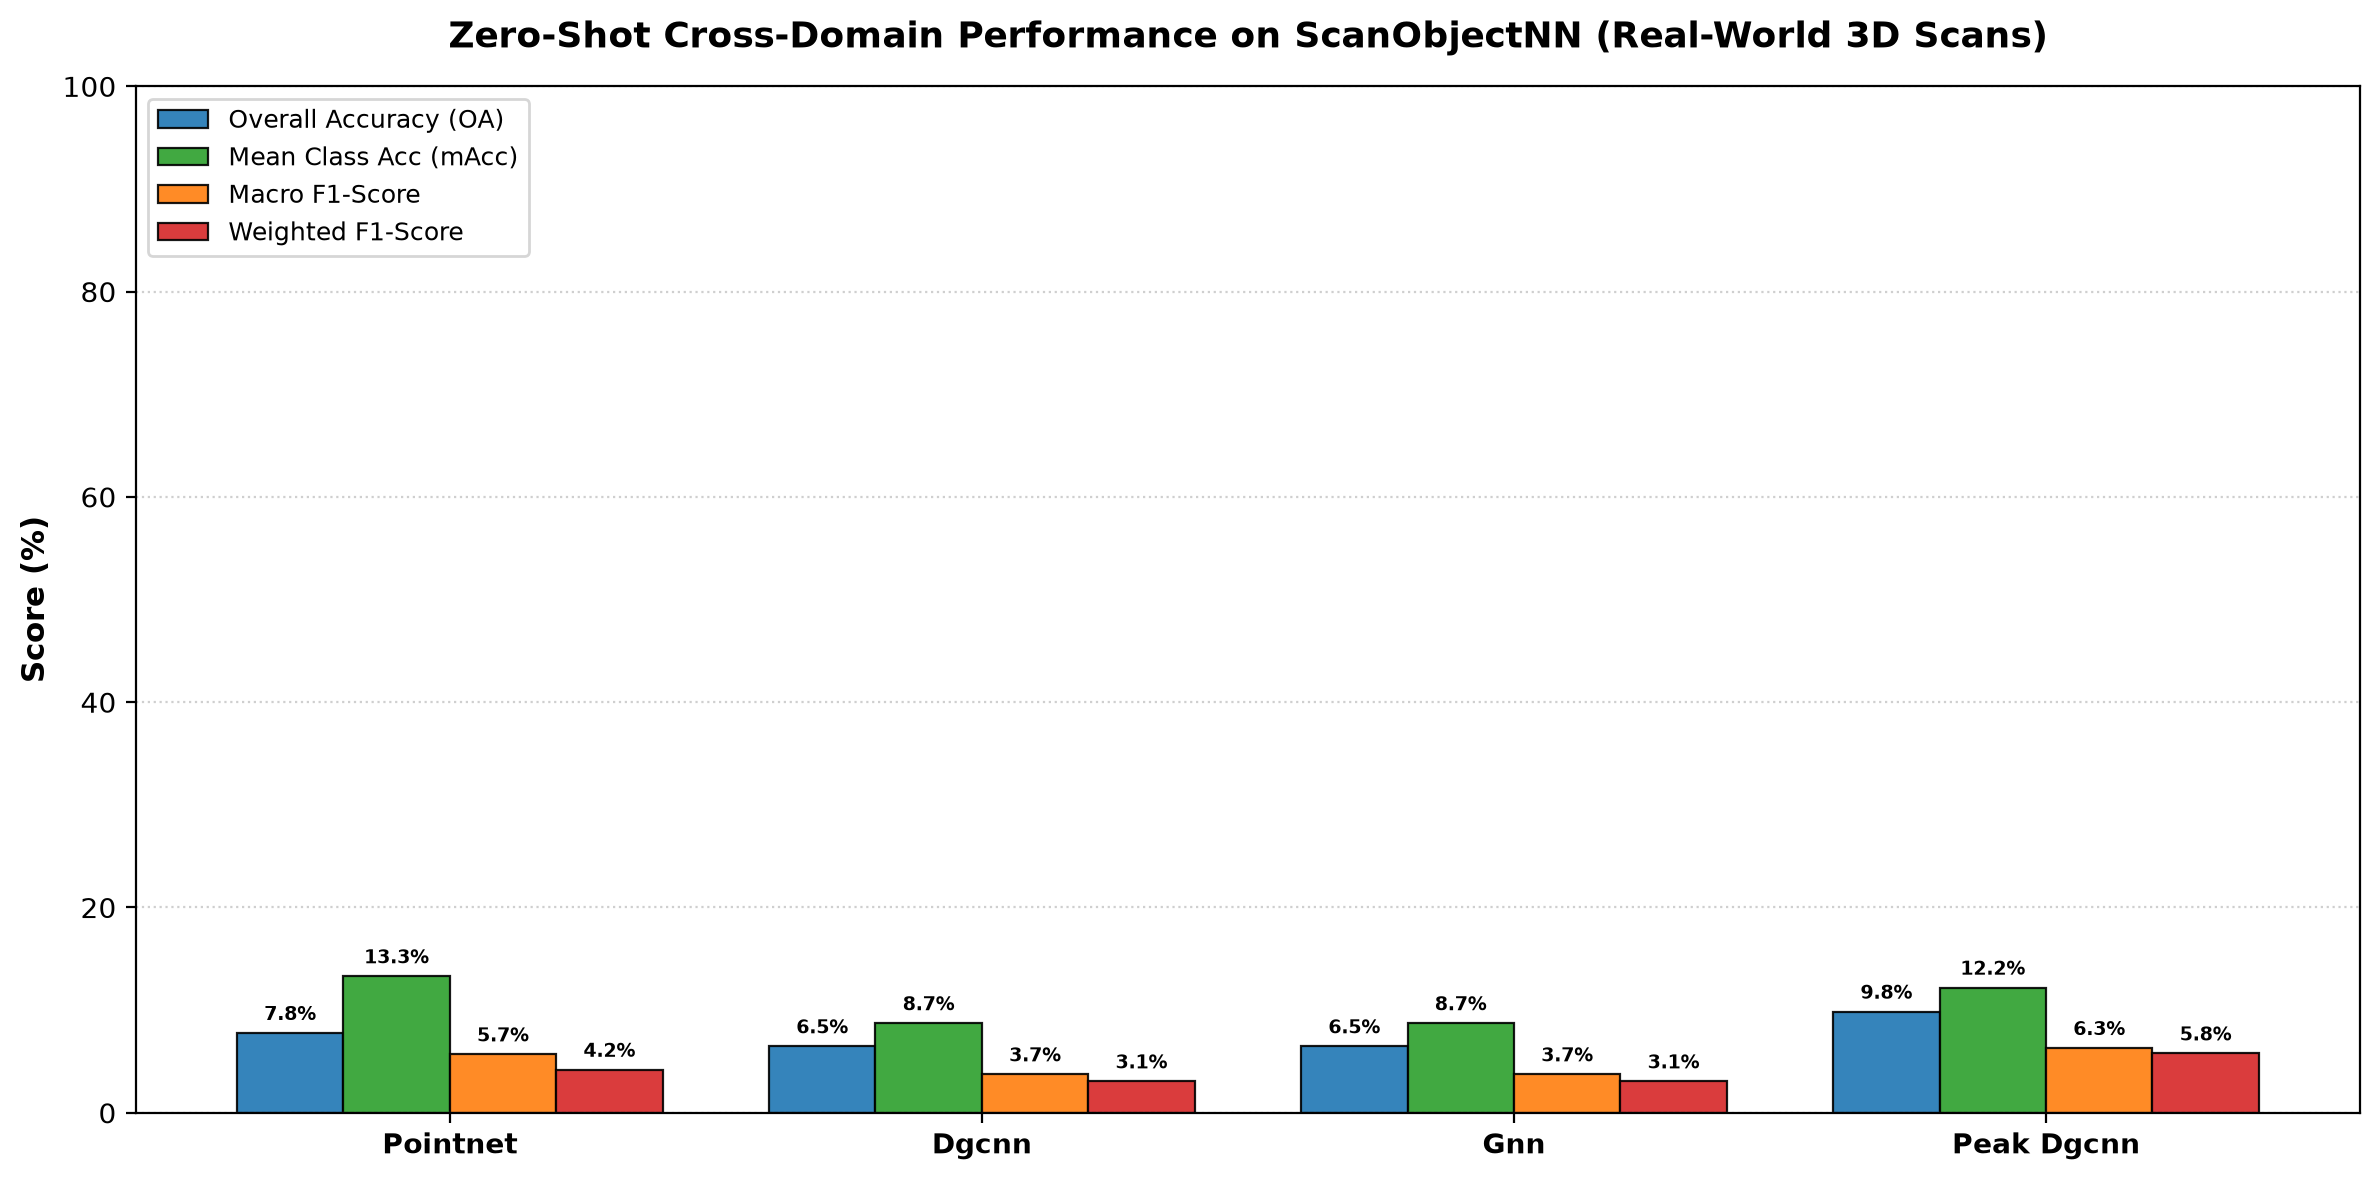 Zero-Shot Cross-Domain Performance on ScanObjectNN (Real-World 3D Scans)
Score (%)
100
80
60
40
20
0
Overall Accuracy (OA)
Mean Class Acc (mAcc)
Macro F1-Score
Weighted F1-Score
7.8%
13.3%
5.7%
4.2%
6.5%
8.7%
3.7%
3.1%
6.5%
8.7%
3.7%
3.1%
9.8%
12.2%
6.3%
5.8%
Pointnet
Dgcnn
Gnn
Peak Dgcnn